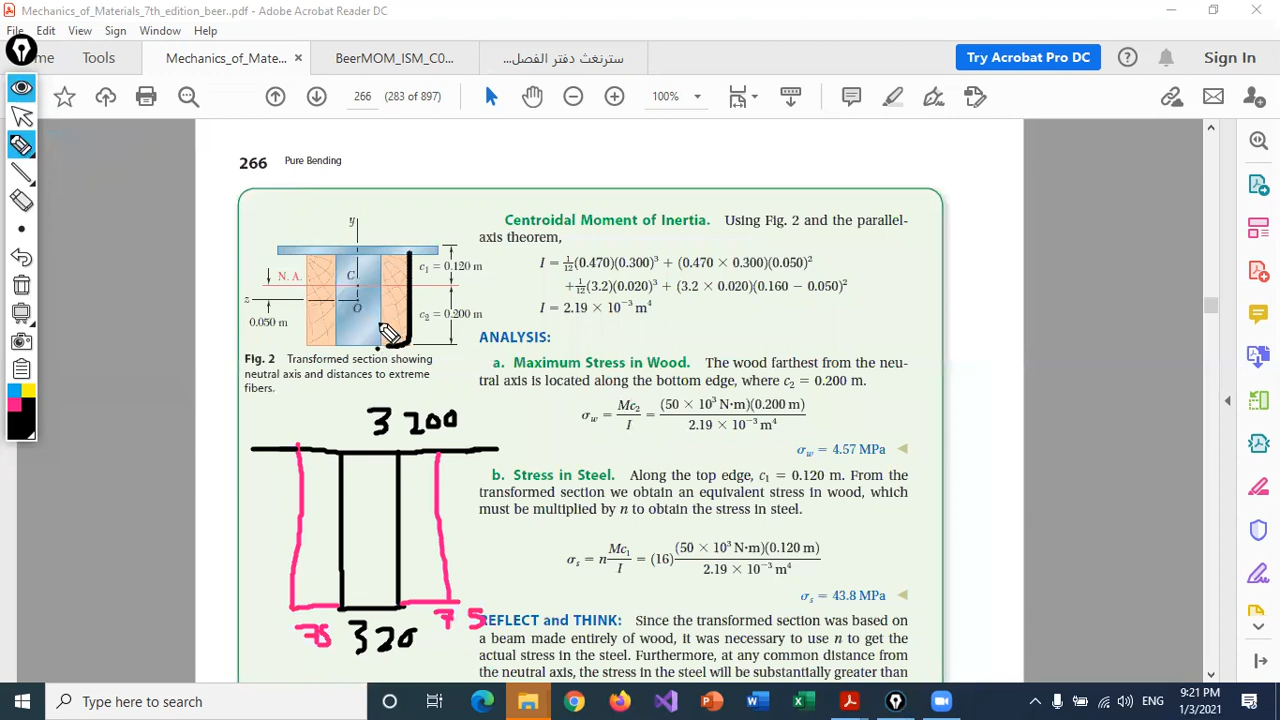 Mechanics_of_Materials_7th_edition_beer..pdf - Adobe Acrobat Reader DC
File Edit View Sign Window Help
me Tools Mechanics_of_Mate... × BeerMOM_ISM_C0... سترنغث دفتر الفصل... Try Acrobat Pro DC Sign In
266 (283 of 897) 100%
266 Pure Bending
y
N. A.
C
z
O
c₁ = 0.120 m
c₂ = 0.200 m
0.050 m
Fig. 2 Transformed section showing
neutral axis and distances to extreme
fibers.
3 200
75 320 75
Centroidal Moment of Inertia. Using Fig. 2 and the parallel-
axis theorem,
I = 1/12(0.470)(0.300)³ + (0.470 × 0.300)(0.050)²
+1/12(3.2)(0.020)³ + (3.2 × 0.020)(0.160 − 0.050)²
I = 2.19 × 10⁻³ m⁴
ANALYSIS:
a. Maximum Stress in Wood. The wood farthest from the neu-
tral axis is located along the bottom edge, where c₂ = 0.200 m.
σw = Mc₂/I = (50 × 10³ N·m)(0.200 m)/2.19 × 10⁻³ m⁴
σw = 4.57 MPa
b. Stress in Steel. Along the top edge, c₁ = 0.120 m. From the
transformed section we obtain an equivalent stress in wood, which
must be multiplied by n to obtain the stress in steel.
σs = n Mc₁/I = (16) (50 × 10³ N·m)(0.120 m)/2.19 × 10⁻³ m⁴
σs = 43.8 MPa
REFLECT and THINK: Since the transformed section was based on
a beam made entirely of wood, it was necessary to use n to get the
actual stress in the steel. Furthermore, at any common distance from
the neutral axis, the stress in the steel will be substantially greater than
Type here to search
ENG
9:21 PM
1/3/2021